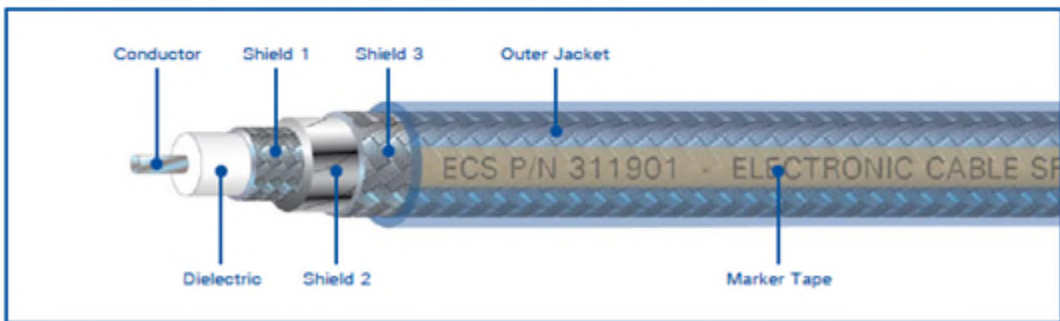 Conductor Shield 1 Shield 3 Outer Jacket
ECS P/N 311901 - ELECTRONIC CABLE
Dielectric Shield 2 Marker Tape